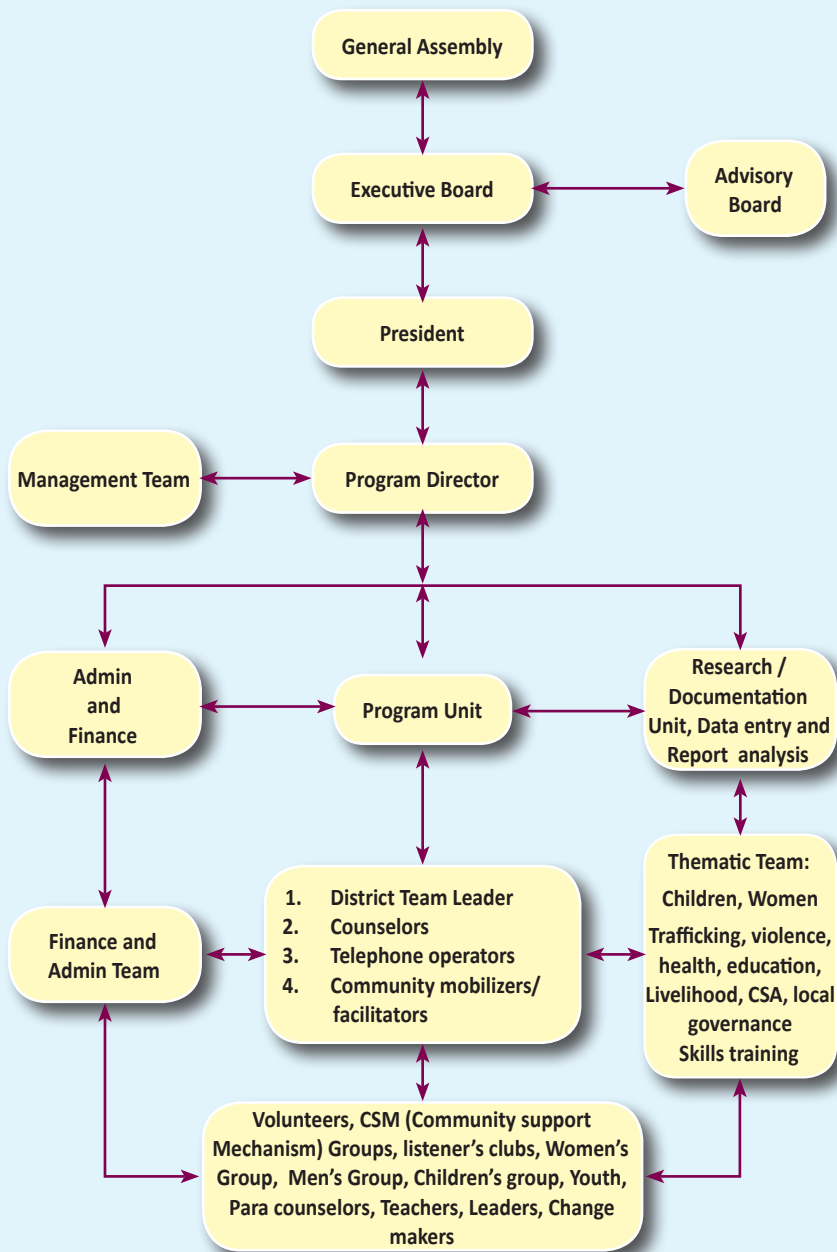 General Assembly
Executive Board
Advisory
Board
President
Management Team
Program Director
Admin
and
Finance
Program Unit
Research /
Documentation
Unit, Data entry and
Report analysis
Finance and
Admin Team
1. District Team Leader
2. Counselors
3. Telephone operators
4. Community mobilizers/
facilitators
Thematic Team:
Children, Women
Trafficking, violence,
health, education,
Livelihood, CSA, local
governance
Skills training
Volunteers, CSM (Community support
Mechanism) Groups, listener's clubs, Women's
Group, Men's Group, Children's group, Youth,
Para counselors, Teachers, Leaders, Change
makers